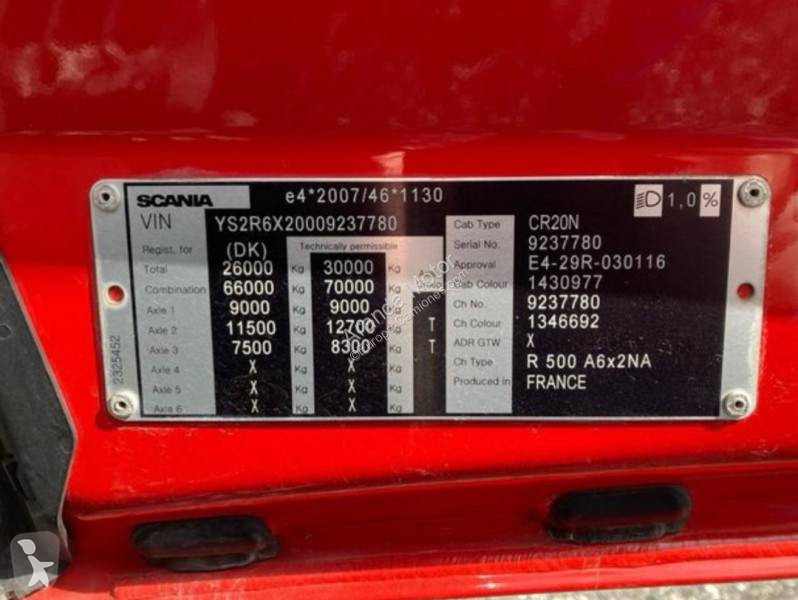 SCANIA e4*2007/46*1130 1,0 %
VIN YS2R6X20009237780
Regist. for (DK) Technically permissible
Total 26000 Kg 30000 Kg
Combination 66000 Kg 70000 Kg
Axle 1 9000 Kg 9000 Kg
Axle 2 11500 Kg 12700 Kg T
Axle 3 7500 Kg 8300 Kg T
Axle 4 X Kg X Kg
Axle 5 X Kg X Kg
Axle 6 X Kg X Kg
2325452
Cab Type CR20N
Serial No. 9237780
Approval E4-29R-030116
Cab Colour 1430977
Ch No. 9237780
Ch Colour 1346692
ADR GTW X
Ch Type R 500 A6x2NA
Produced in FRANCE
Motor